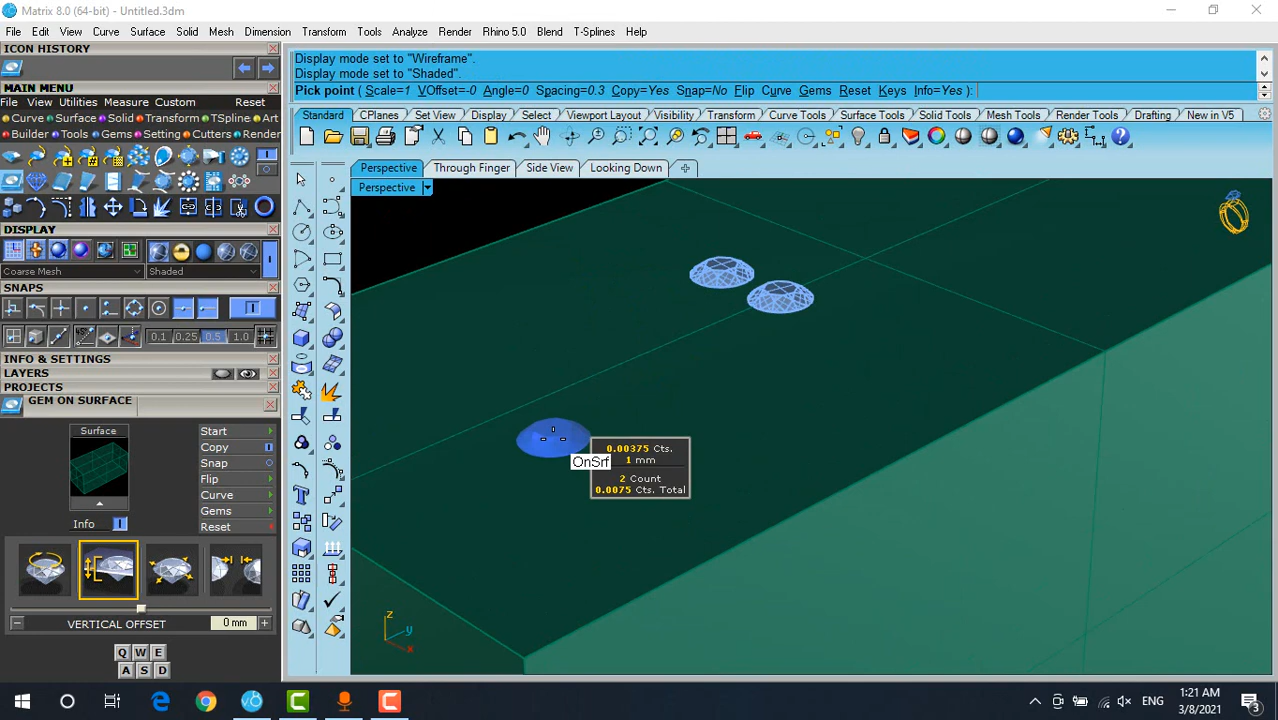 Matrix 8.0 (64-bit) - Untitled.3dm
File Edit View Curve Surface Solid Mesh Dimension Transform Tools Analyze Render Rhino 5.0 Blend T-Splines Help
ICON HISTORY
MAIN MENU
File View Utilities Measure Custom Reset
Curve Surface Solid Transform TSpline Art
Builder Tools Gems Setting Cutters Render
DISPLAY
Coarse Mesh Shaded
SNAPS
0.1 0.25 0.5 1.0
INFO & SETTINGS
LAYERS
PROJECTS
GEM ON SURFACE
Surface
Start
Copy
Snap
Flip
Curve
Gems
Reset
Info
VERTICAL OFFSET 0 mm
Q W E
A S D
Display mode set to "Wireframe".
Display mode set to "Shaded".
Pick point ( Scale=1 VOffset=-0 Angle=0 Spacing=0.3 Copy=Yes Snap=No Flip Curve Gems Reset Keys Info=Yes ):
Standard CPlanes Set View Display Select Viewport Layout Visibility Transform Curve Tools Surface Tools Solid Tools Mesh Tools Render Tools Drafting New in V5
Perspective Through Finger Side View Looking Down
Perspective
0.00375 Cts.
1 mm
OnSrf
2 Count
0.0075 Cts. Total
z
y
x
ENG
1:21 AM
3/8/2021
3